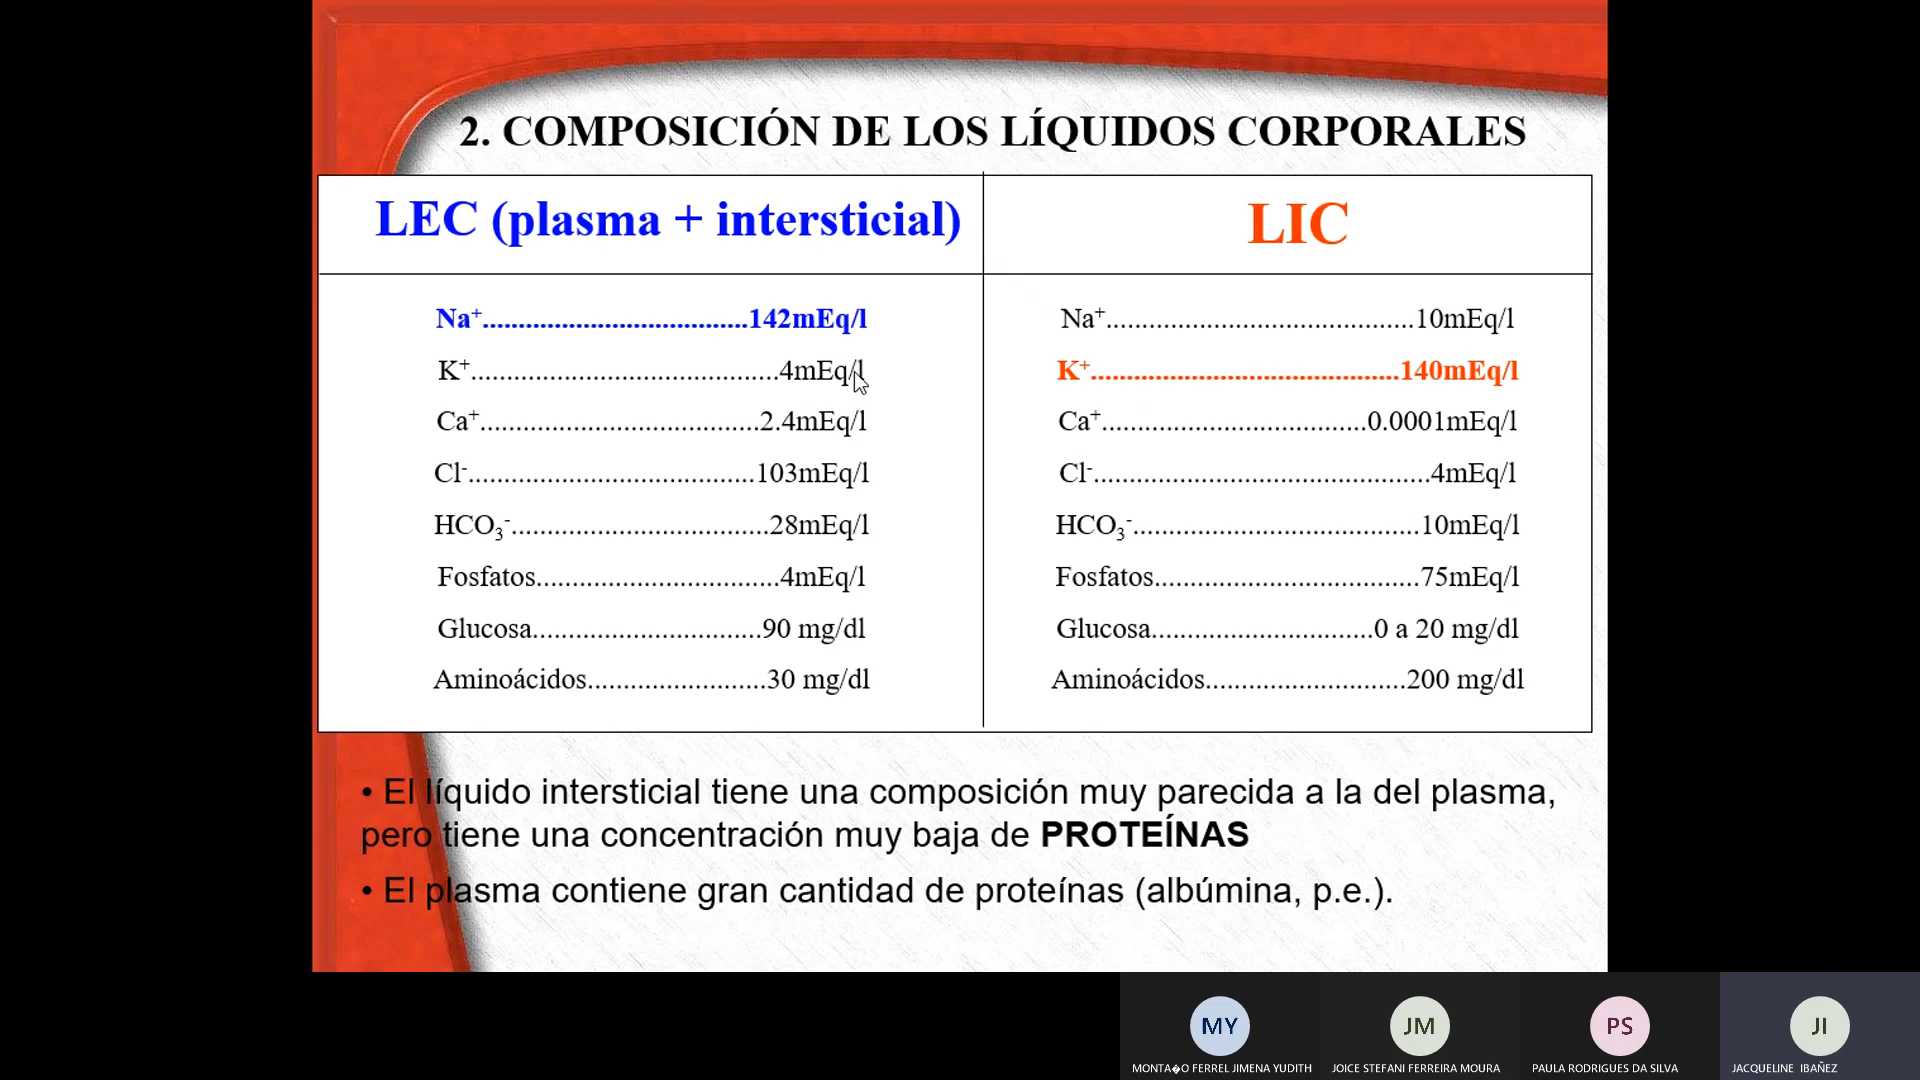 2. COMPOSICIÓN DE LOS LÍQUIDOS CORPORALES
LEC (plasma + intersticial)
LIC
Na+.....................................142mEq/l
K+...........................................4mEq/l
Ca+.......................................2.4mEq/l
Cl-........................................103mEq/l
HCO3-....................................28mEq/l
Fosfatos..................................4mEq/l
Glucosa................................90 mg/dl
Aminoácidos.........................30 mg/dl
Na+...........................................10mEq/l
K+...........................................140mEq/l
Ca+.....................................0.0001mEq/l
Cl-...............................................4mEq/l
HCO3-........................................10mEq/l
Fosfatos.....................................75mEq/l
Glucosa...............................0 a 20 mg/dl
Aminoácidos............................200 mg/dl
• El líquido intersticial tiene una composición muy parecida a la del plasma,
pero tiene una concentración muy baja de PROTEÍNAS
• El plasma contiene gran cantidad de proteínas (albúmina, p.e.).
MY
JM
PS
JI
MONTA�O FERREL JIMENA YUDITH
JOICE STEFANI FERREIRA MOURA
PAULA RODRIGUES DA SILVA
JACQUELINE IBAÑEZ